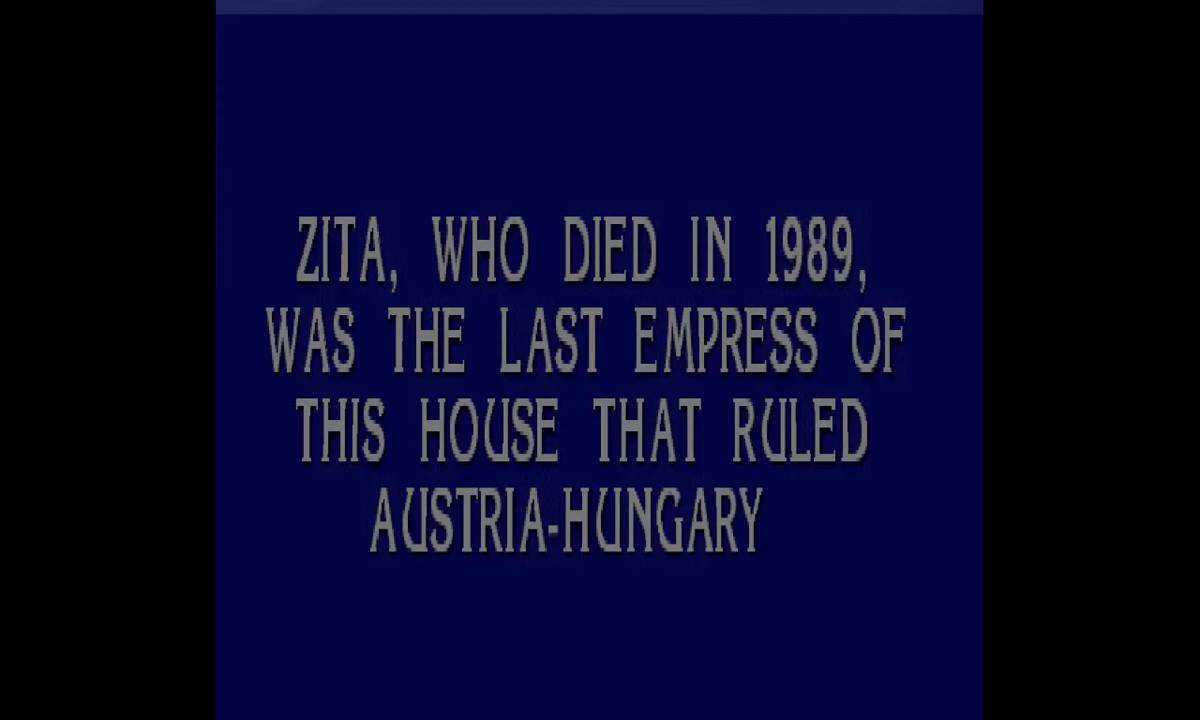 ZITA, WHO DIED IN 1989,
WAS THE LAST EMPRESS OF
THIS HOUSE THAT RULED
AUSTRIA-HUNGARY